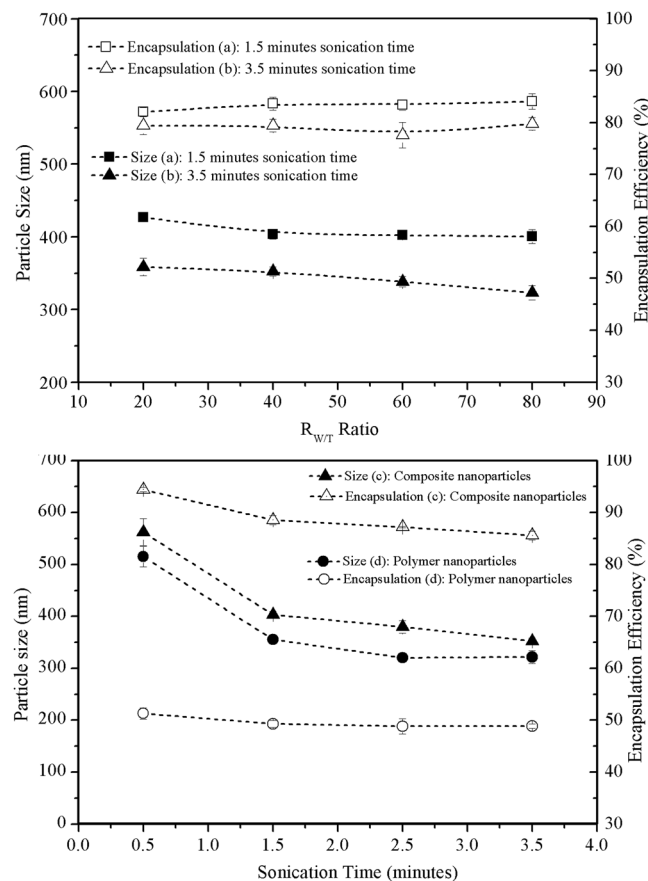 700
600
500
400
300
200
Particle Size (nm)
100
90
80
70
60
50
40
30
Encapsulation Efficiency (%)
Encapsulation (a): 1.5 minutes sonication time
Encapsulation (b): 3.5 minutes sonication time
Size (a): 1.5 minutes sonication time
Size (b): 3.5 minutes sonication time
10 20 30 40 50 60 70 80 90
R W/T Ratio
700
600
500
400
300
200
100
0
Particle size (nm)
100
90
80
70
60
50
40
30
Encapsulation Efficiency (%)
Size (c): Composite nanoparticles
Encapsulation (c): Composite nanoparticles
Size (d): Polymer nanoparticles
Encapsulation (d): Polymer nanoparticles
0.0 0.5 1.0 1.5 2.0 2.5 3.0 3.5 4.0
Sonication Time (minutes)